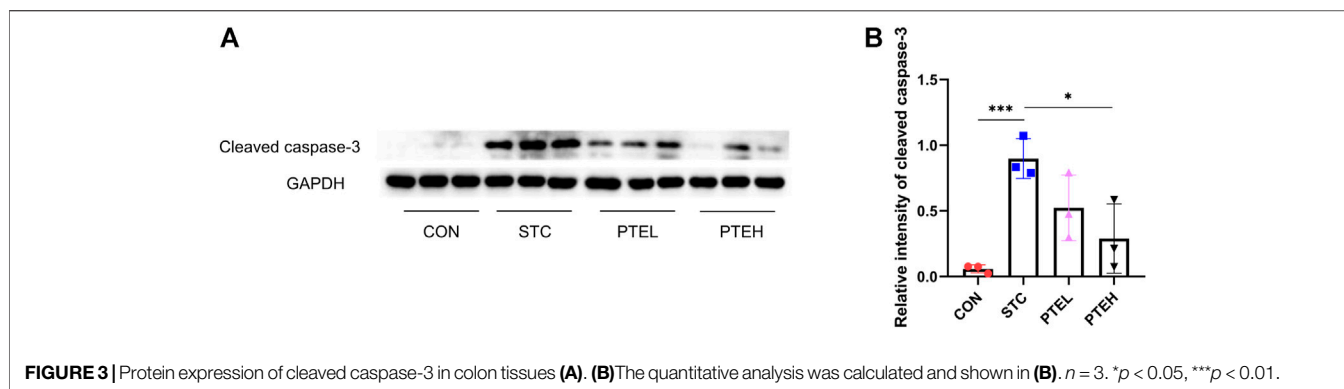 A
Cleaved caspase-3
GAPDH
CON STC PTEL PTEH
B
Relative intensity of cleaved caspase-3
1.5
1.0
0.5
0.0
*** *
CON STC PTEL PTEH
FIGURE 3 | Protein expression of cleaved caspase-3 in colon tissues (A). (B)The quantitative analysis was calculated and shown in (B). n = 3. *p < 0.05, ***p < 0.01.